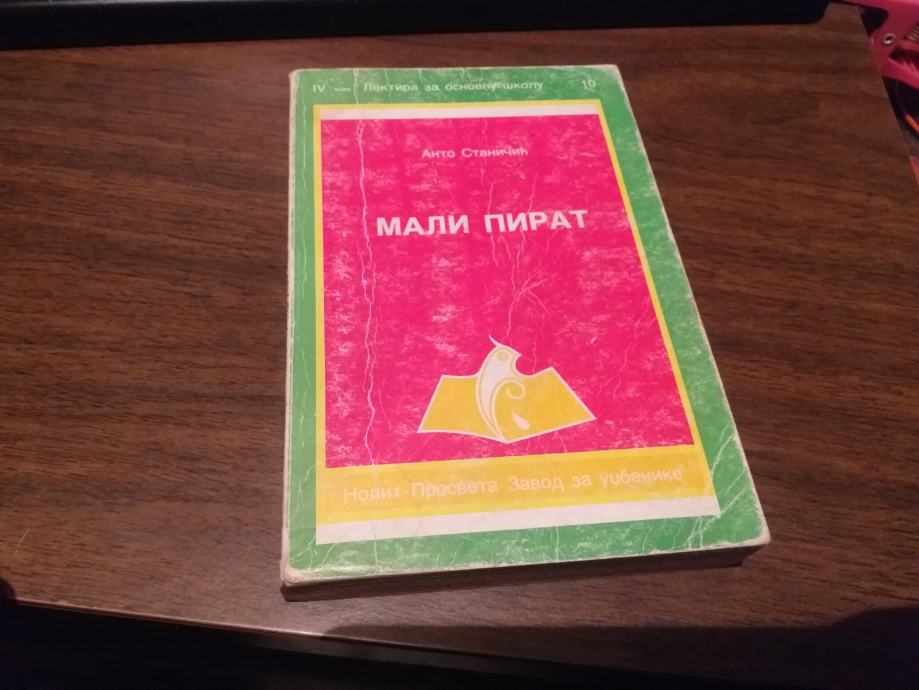 IV Лектира за основну школу 10
Анто Станичић
МАЛИ ПИРАТ
Нолит · Просвета · Завод за уџбенике